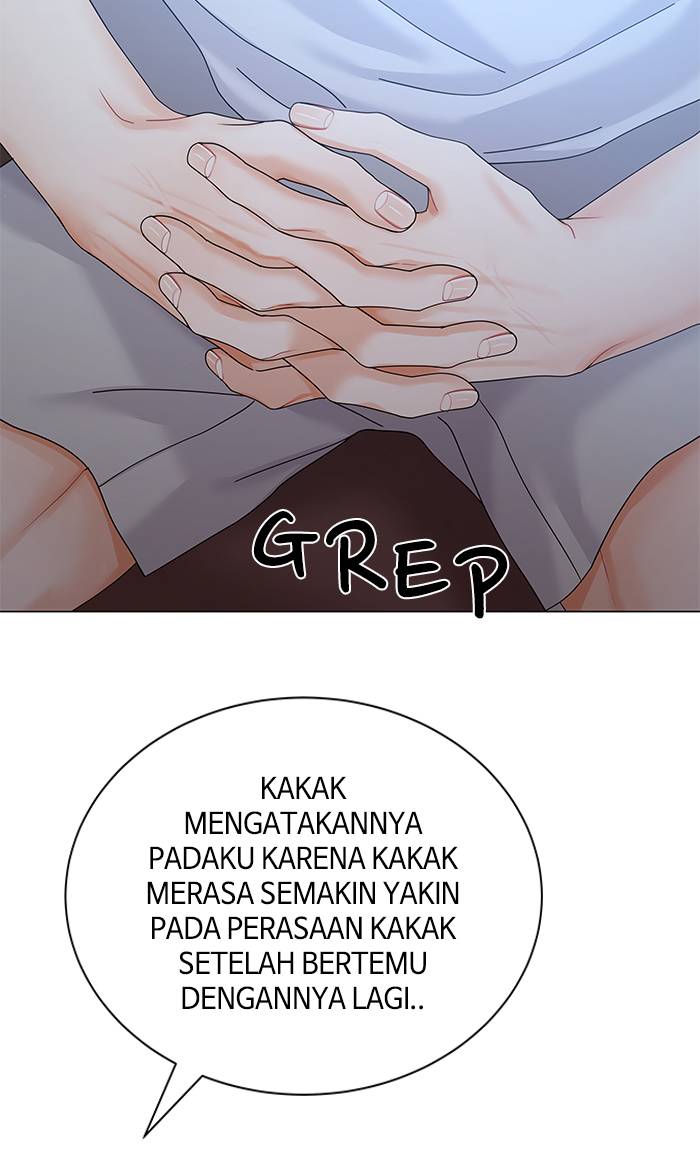 GREP
KAKAK
MENGATAKANNYA
PADAKU KARENA KAKAK
MERASA SEMAKIN YAKIN
PADA PERASAAN KAKAK
SETELAH BERTEMU
DENGANNYA LAGI..